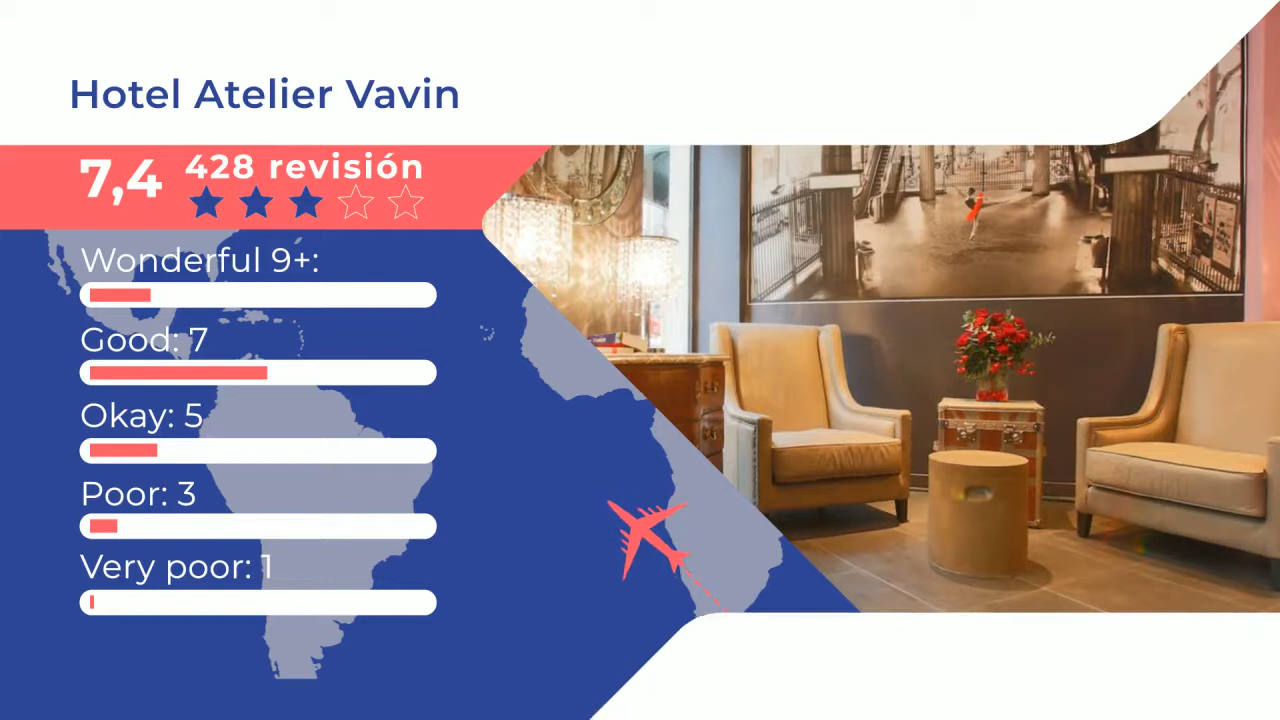 Hotel Atelier Vavin
7,4
428 revisión
Wonderful 9+:
Good: 7
Okay: 5
Poor: 3
Very poor: 1